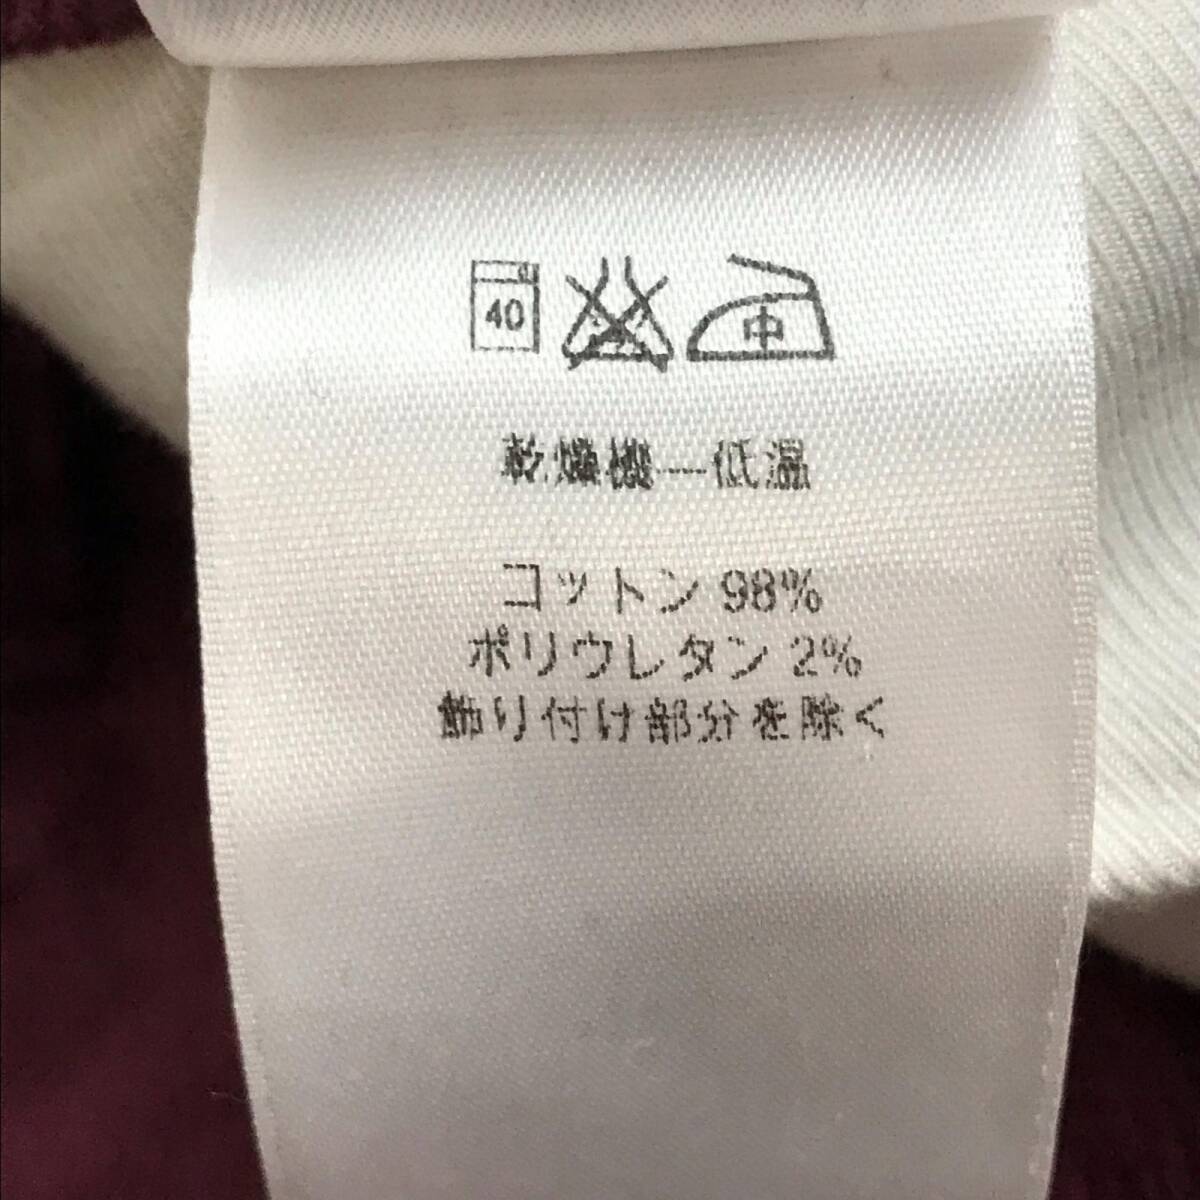 40 中
乾燥機—低温
コットン 98%
ポリウレタン 2%
飾り付け部分を除く